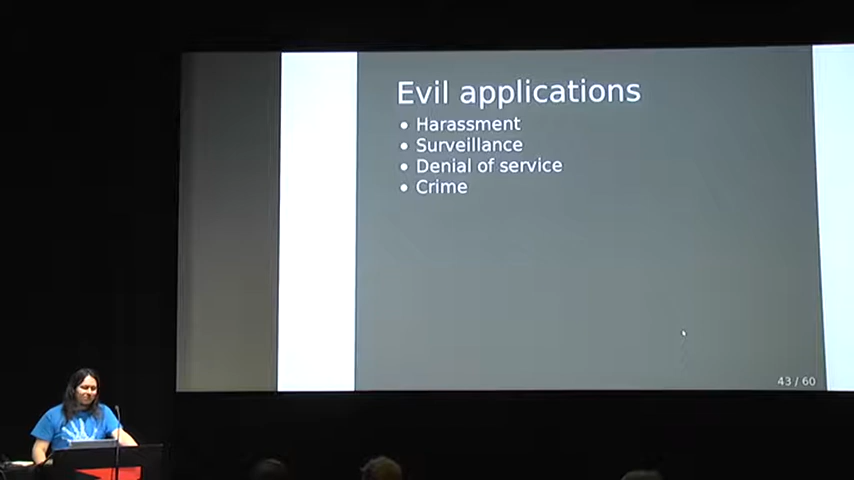 Evil applications
• Harassment
• Surveillance
• Denial of service
• Crime
43 / 60